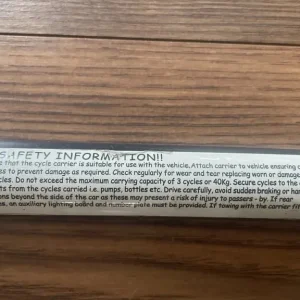 SAFETY INFORMATION!!
s that the cycle carrier is suitable for use with the vehicle. Attach carrier to vehicle ensuring
es to prevent damage as required. Check regularly for wear and tear replacing worn or damage
cles. Do not exceed the maximum carrying capacity of 3 cycles or 40Kg. Secure cycles to the
ts from the cycles carried i.e. pumps, bottles etc. Drive carefully, avoid sudden braking or har
ons beyond the side of the car as these may present a risk of injury to passers - by. If rear
an auxiliary lighting board and number plate must be provided. If towing with the carrier fit